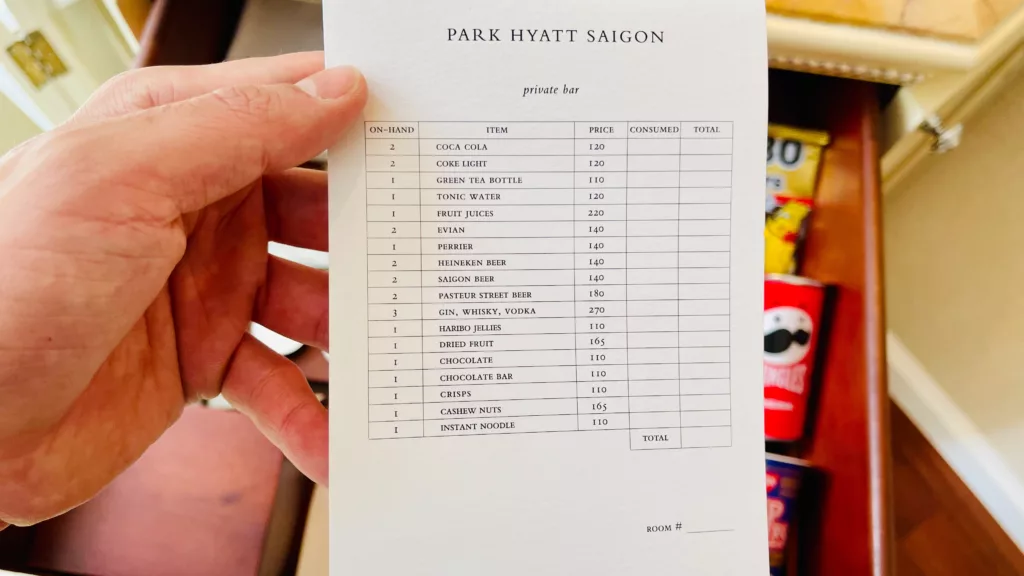 PARK HYATT SAIGON
private bar
ON-HAND ITEM PRICE CONSUMED TOTAL
2 COCA COLA 120
2 COKE LIGHT 120
1 GREEN TEA BOTTLE 110
1 TONIC WATER 120
1 FRUIT JUICES 220
2 EVIAN 140
1 PERRIER 140
2 HEINEKEN BEER 140
2 SAIGON BEER 140
2 PASTEUR STREET BEER 180
3 GIN, WHISKY, VODKA 270
1 HARIBO JELLIES 110
1 DRIED FRUIT 165
1 CHOCOLATE 110
1 CHOCOLATE BAR 110
1 CRISPS 110
1 CASHEW NUTS 165
1 INSTANT NOODLE 110
TOTAL
ROOM #